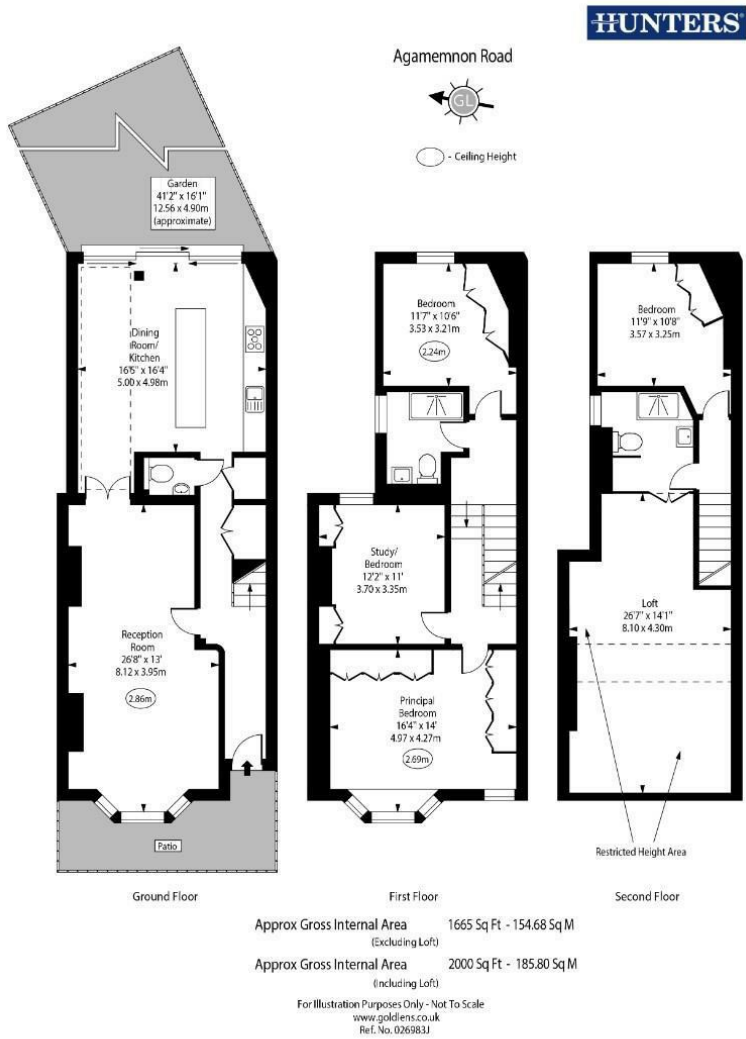 HUNTERS
Agamemnon Road
GL
- Ceiling Height
Garden
41'2" x 16'1"
12.56 x 4.90m
(approximate)
Dining
Room/
Kitchen
16'5" x 16'4"
5.00 x 4.98m
Reception
Room
26'8" x 13'
8.12 x 3.95m
2.86m
Patio
Ground Floor
Bedroom
11'7" x 10'6"
3.53 x 3.21m
2.24m
Study/
Bedroom
12'2" x 11'
3.70 x 3.35m
Principal
Bedroom
16'4" x 14'
4.97 x 4.27m
2.69m
First Floor
Bedroom
11'9" x 10'8"
3.57 x 3.25m
Loft
26'7" x 14'1"
8.10 x 4.30m
Restricted Height Area
Second Floor
Approx Gross Internal Area 1665 Sq Ft - 154.68 Sq M
(Excluding Loft)
Approx Gross Internal Area 2000 Sq Ft - 185.80 Sq M
(Including Loft)
For Illustration Purposes Only - Not To Scale
www.goldlens.co.uk
Ref. No. 026983J